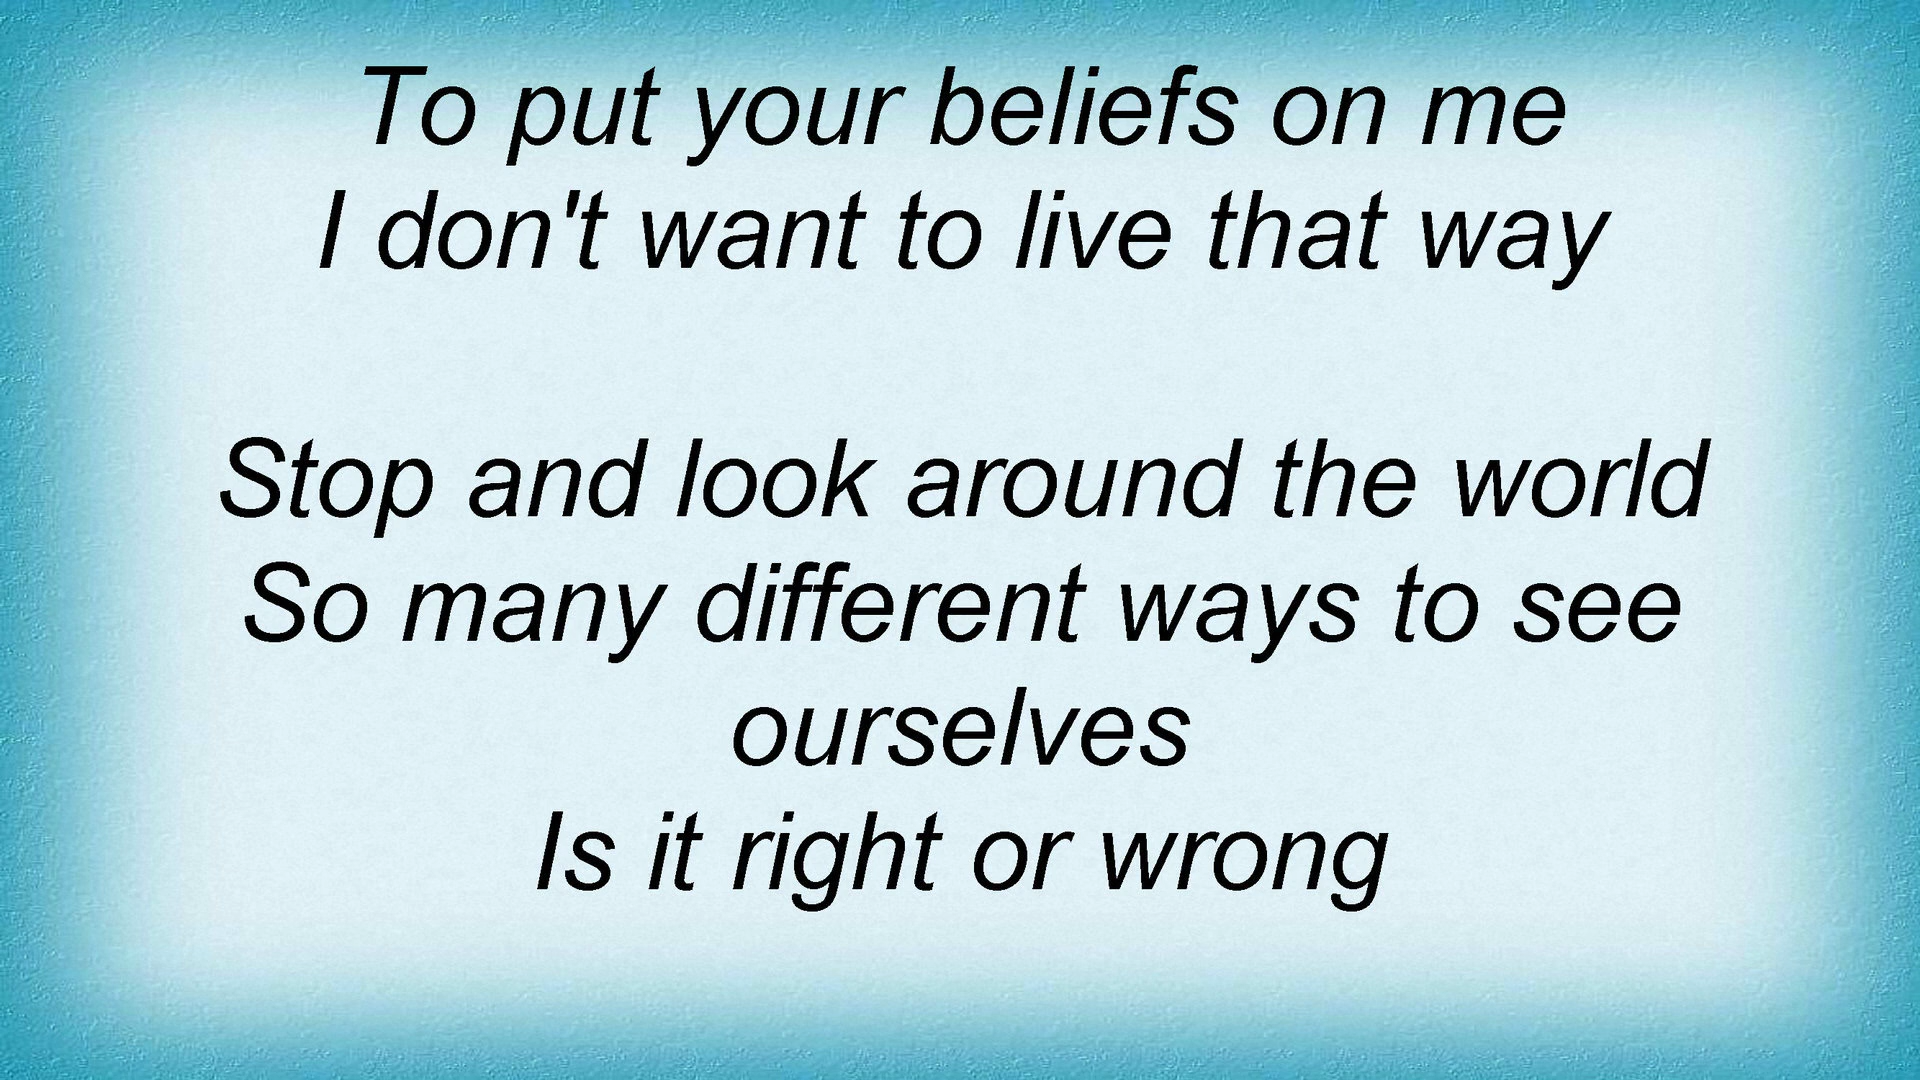 To put your beliefs on me
I don't want to live that way
Stop and look around the world
So many different ways to see
ourselves
Is it right or wrong